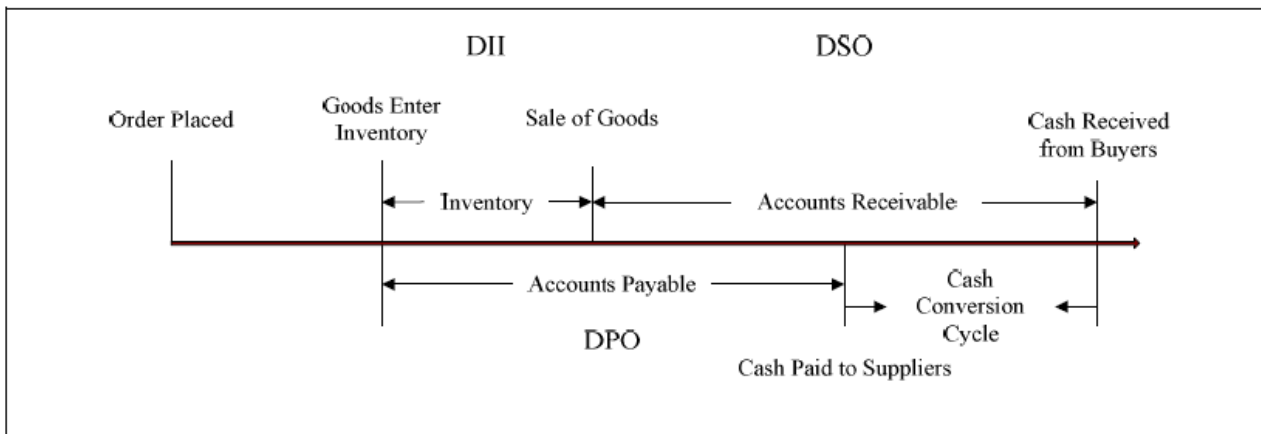 DII
DSO
Order Placed
Goods Enter
Inventory
Sale of Goods
Cash Received
from Buyers
Inventory
Accounts Receivable
Accounts Payable
Cash
Conversion
Cycle
DPO
Cash Paid to Suppliers